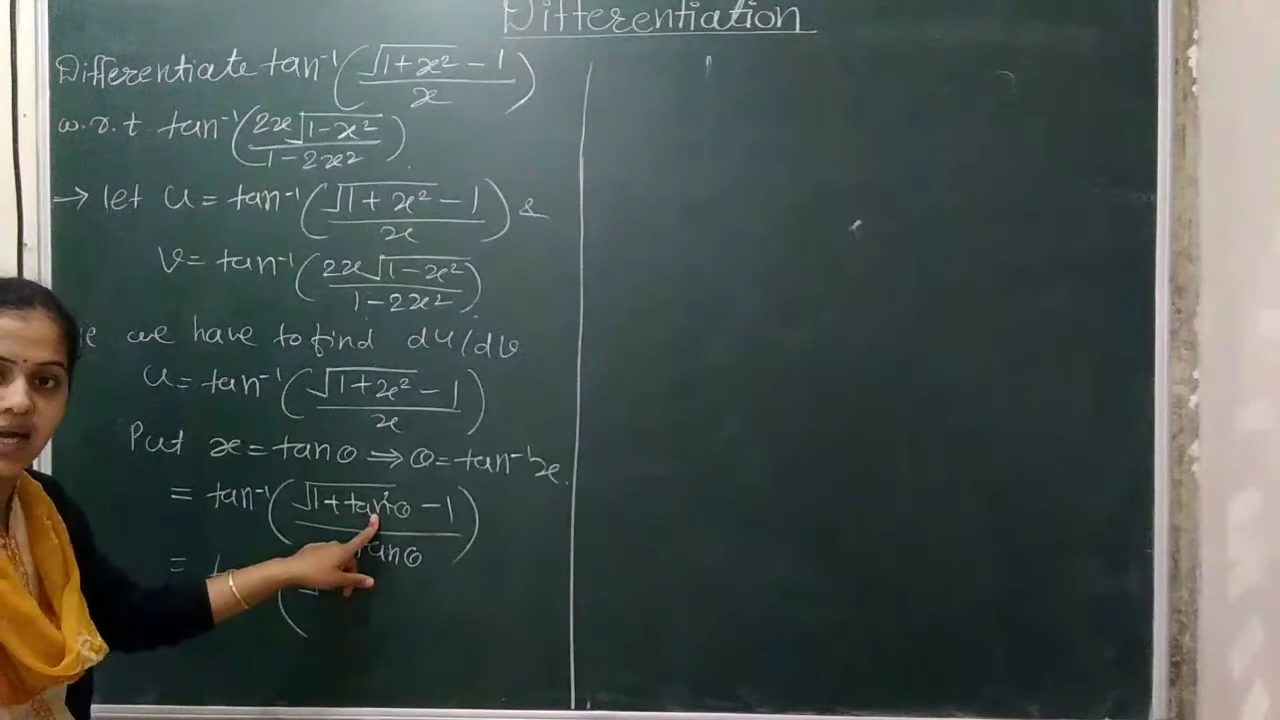 Differentiation
Differentiate tan⁻¹(√(1+x²) - 1 / x)
w.r.t. tan⁻¹(2x√(1-x²) / 1-2x²).
→ let u = tan⁻¹(√(1+x²) - 1 / x) &
v = tan⁻¹(2x√(1-x²) / 1-2x²).
we have to find du/dv
u = tan⁻¹(√(1+x²) - 1 / x)
Put x = tanθ ⇒ θ = tan⁻¹x.
= tan⁻¹(√(1+tan²θ) - 1 / tanθ)
= t